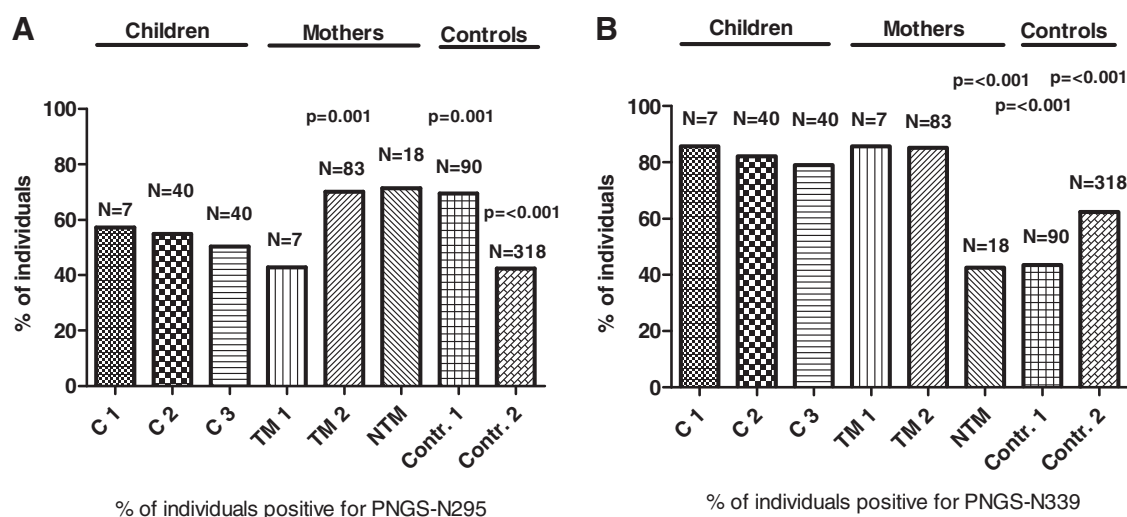 A
Children
Mothers
Controls
p=0.001
p=0.001
p=<0.001
N=7
N=40
N=40
N=7
N=83
N=18
N=90
N=318
% of individuals
100
80
60
40
20
0
C 1
C 2
C 3
TM 1
TM 2
NTM
Contr. 1
Contr. 2
% of individuals positive for PNGS-N295
B
Children
Mothers
Controls
p=<0.001
p=<0.001
p=<0.001
N=7
N=40
N=40
N=7
N=83
N=18
N=90
N=318
% of individuals
100
80
60
40
20
0
C 1
C 2
C 3
TM 1
TM 2
NTM
Contr. 1
Contr. 2
% of individuals positive for PNGS-N339